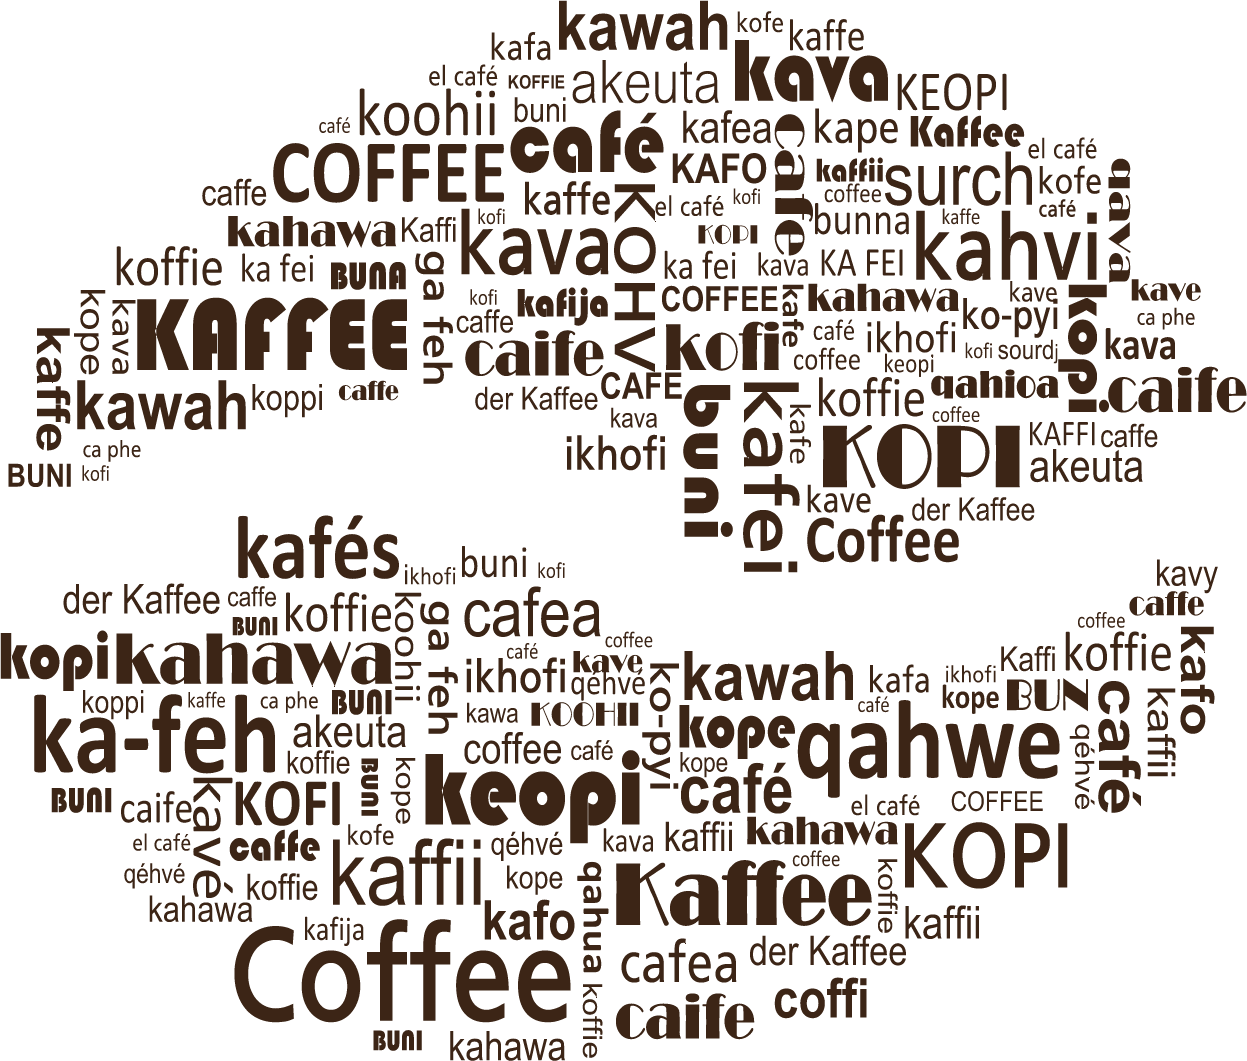 kawah
kofe
kaffe
kafa
kava
el café
KOFFIE
akeuta
KEOPI
koohii
buni
café
café
kafea
cafe
kape
Kaffee
COFFEE
el café
KAFO
kaffii
surch
kofe
qava
caffe
kaffe
KOHV
el café
kofi
coffee
café
kahawa
Kaffi
kofi
kava
KOPI
bunna
kaffe
kahvi
koffie
ka fei
BUNA
ga feh
ka fei
kava
KA FEI
kope
kava
KAFFEE
kofi
kafija
COFFEE
kafe
kahawa
kave
kopi.
kave
ca phe
kaffe
caffe
caife
kofi
café
ikhofi
ko-pyi
coffee
keopi
kofi
sourdj
kava
kawah
koppi
caffe
der Kaffee
CAFE
buni
kafei
koffie
qahioa
caife
kava
kafe
coffee
ca phe
ikhofi
KOPI
KAFFI
caffe
akeuta
BUNI
kofi
kave
der Kaffee
Coffee
kafés
ikhofi
buni
kofi
kavy
der Kaffee
caffe
koffie
koohii
ga feh
cafea
caffe
coffee
BUNI
kopi
kahawa
café
coffee
kave
ikhofi
qéhvé
ko-pyi
kawah
kafa
ikhofi
Kaffi
koffie
kafo
koppi
kaffe
ca phe
BUNI
kawa
KOOHII
café
kope
BUZ
café
kaffii
ka-feh
akeuta
koffie
coffee
café
kope
kope
qahwe
qéhvé
kavé
BUNI
kope
keopi
café
el café
COFFEE
BUNI
caife
KOFI
el café
caffe
kofe
kaffii
qéhvé
kava
kaffii
kahawa
KOPI
qéhvé
koffie
kope
qahua
Kaffee
coffee
koffie
kahawa
kafija
kafo
kaffii
Coffee
cafea
der Kaffee
koffie
caife
coffi
BUNI
kahawa